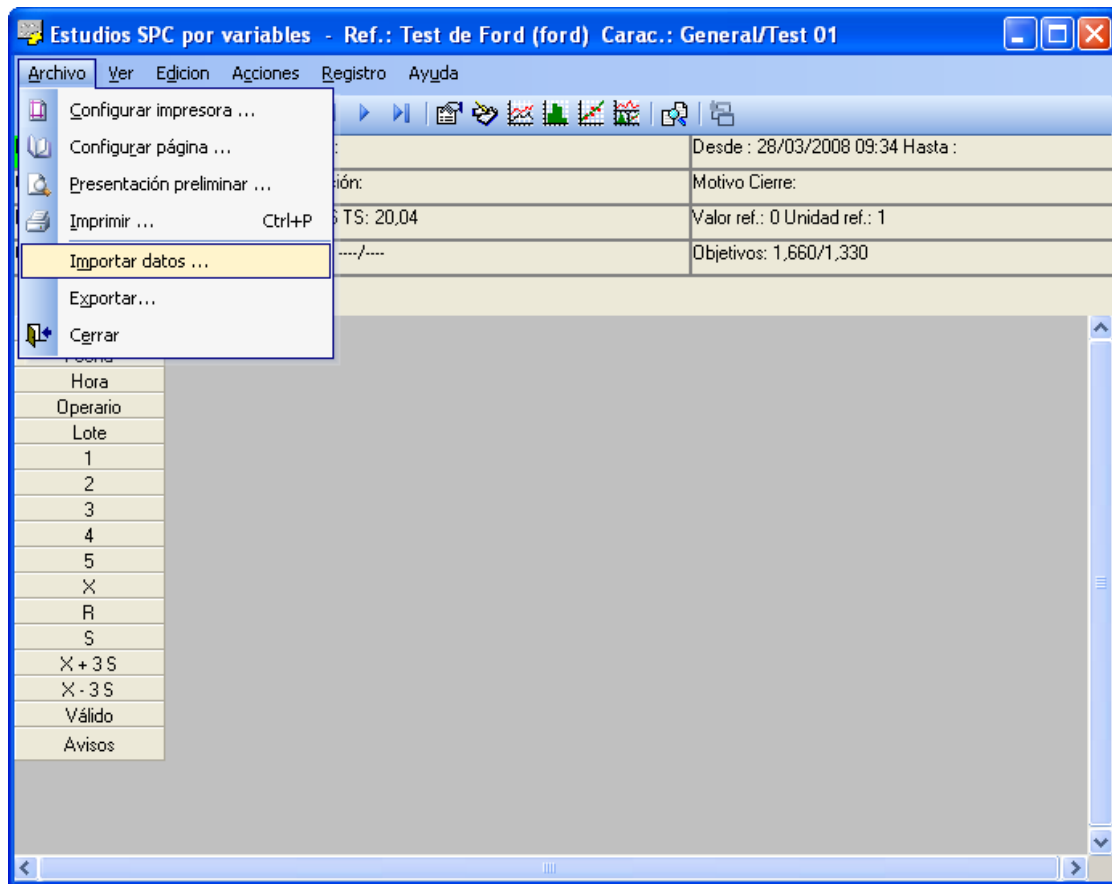 Estudios SPC por variables - Ref.: Test de Ford (ford) Carac.: General/Test 01
Archivo Ver Edicion Acciones Registro Ayuda
Configurar impresora ...
Configurar página ...
Presentación preliminar ...
Imprimir ... Ctrl+P
Importar datos ...
Exportar...
Cerrar
Desde : 28/03/2008 09:34 Hasta :
ión: Motivo Cierre:
TS: 20,04 Valor ref.: 0 Unidad ref.: 1
----/---- Objetivos: 1,660/1,330
Hora
Operario
Lote
1
2
3
4
5
X
R
S
X + 3 S
X - 3 S
Válido
Avisos